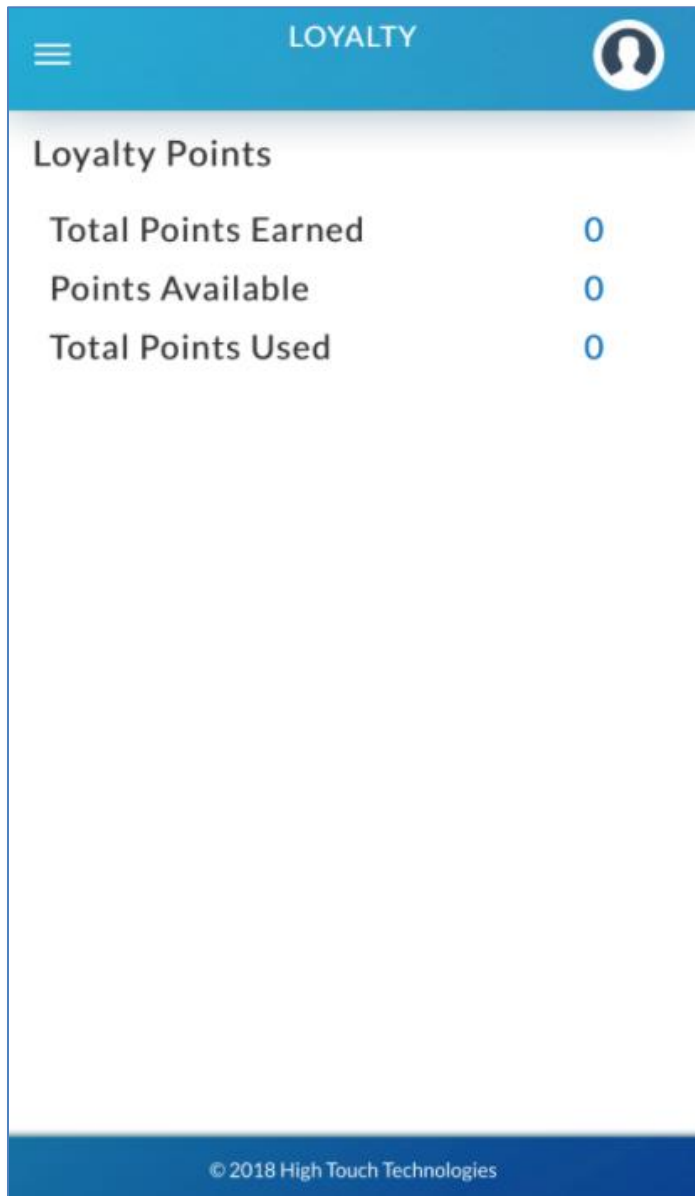 LOYALTY
Loyalty Points
Total Points Earned 0
Points Available 0
Total Points Used 0
© 2018 High Touch Technologies